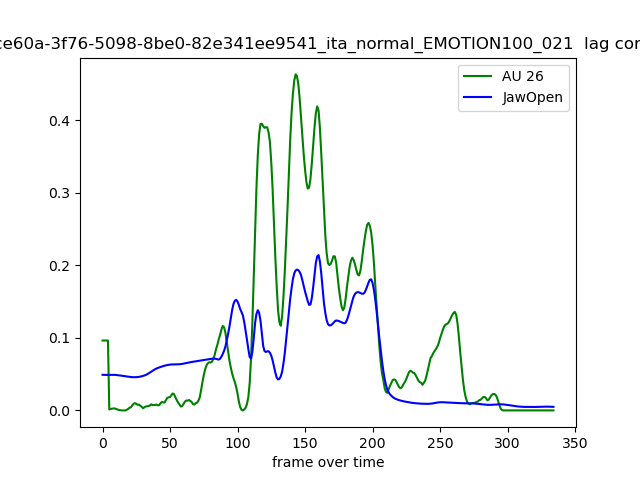 ce60a-3f76-5098-8be0-82e341ee9541_ita_normal_EMOTION100_021 lag cor
AU 26
JawOpen
0.4
0.3
0.2
0.1
0.0
0 50 100 150 200 250 300 350
frame over time